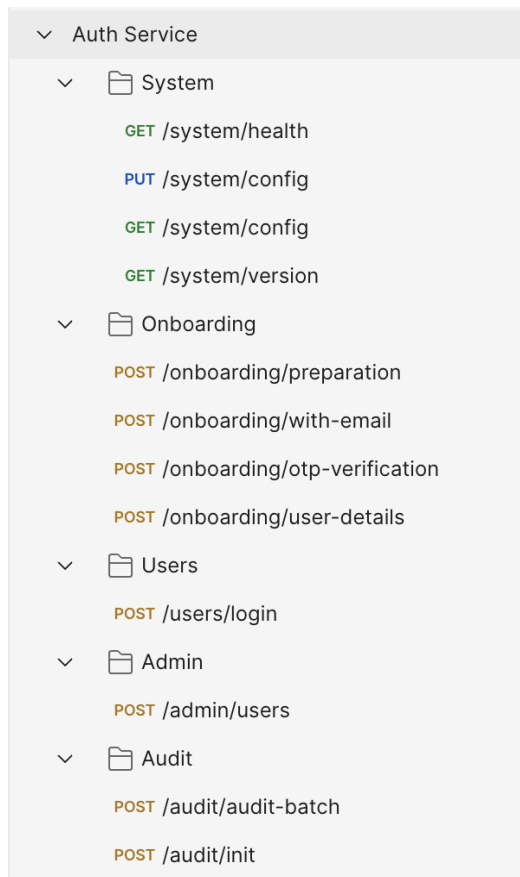 Auth Service
System
GET /system/health
PUT /system/config
GET /system/config
GET /system/version
Onboarding
POST /onboarding/preparation
POST /onboarding/with-email
POST /onboarding/otp-verification
POST /onboarding/user-details
Users
POST /users/login
Admin
POST /admin/users
Audit
POST /audit/audit-batch
POST /audit/init